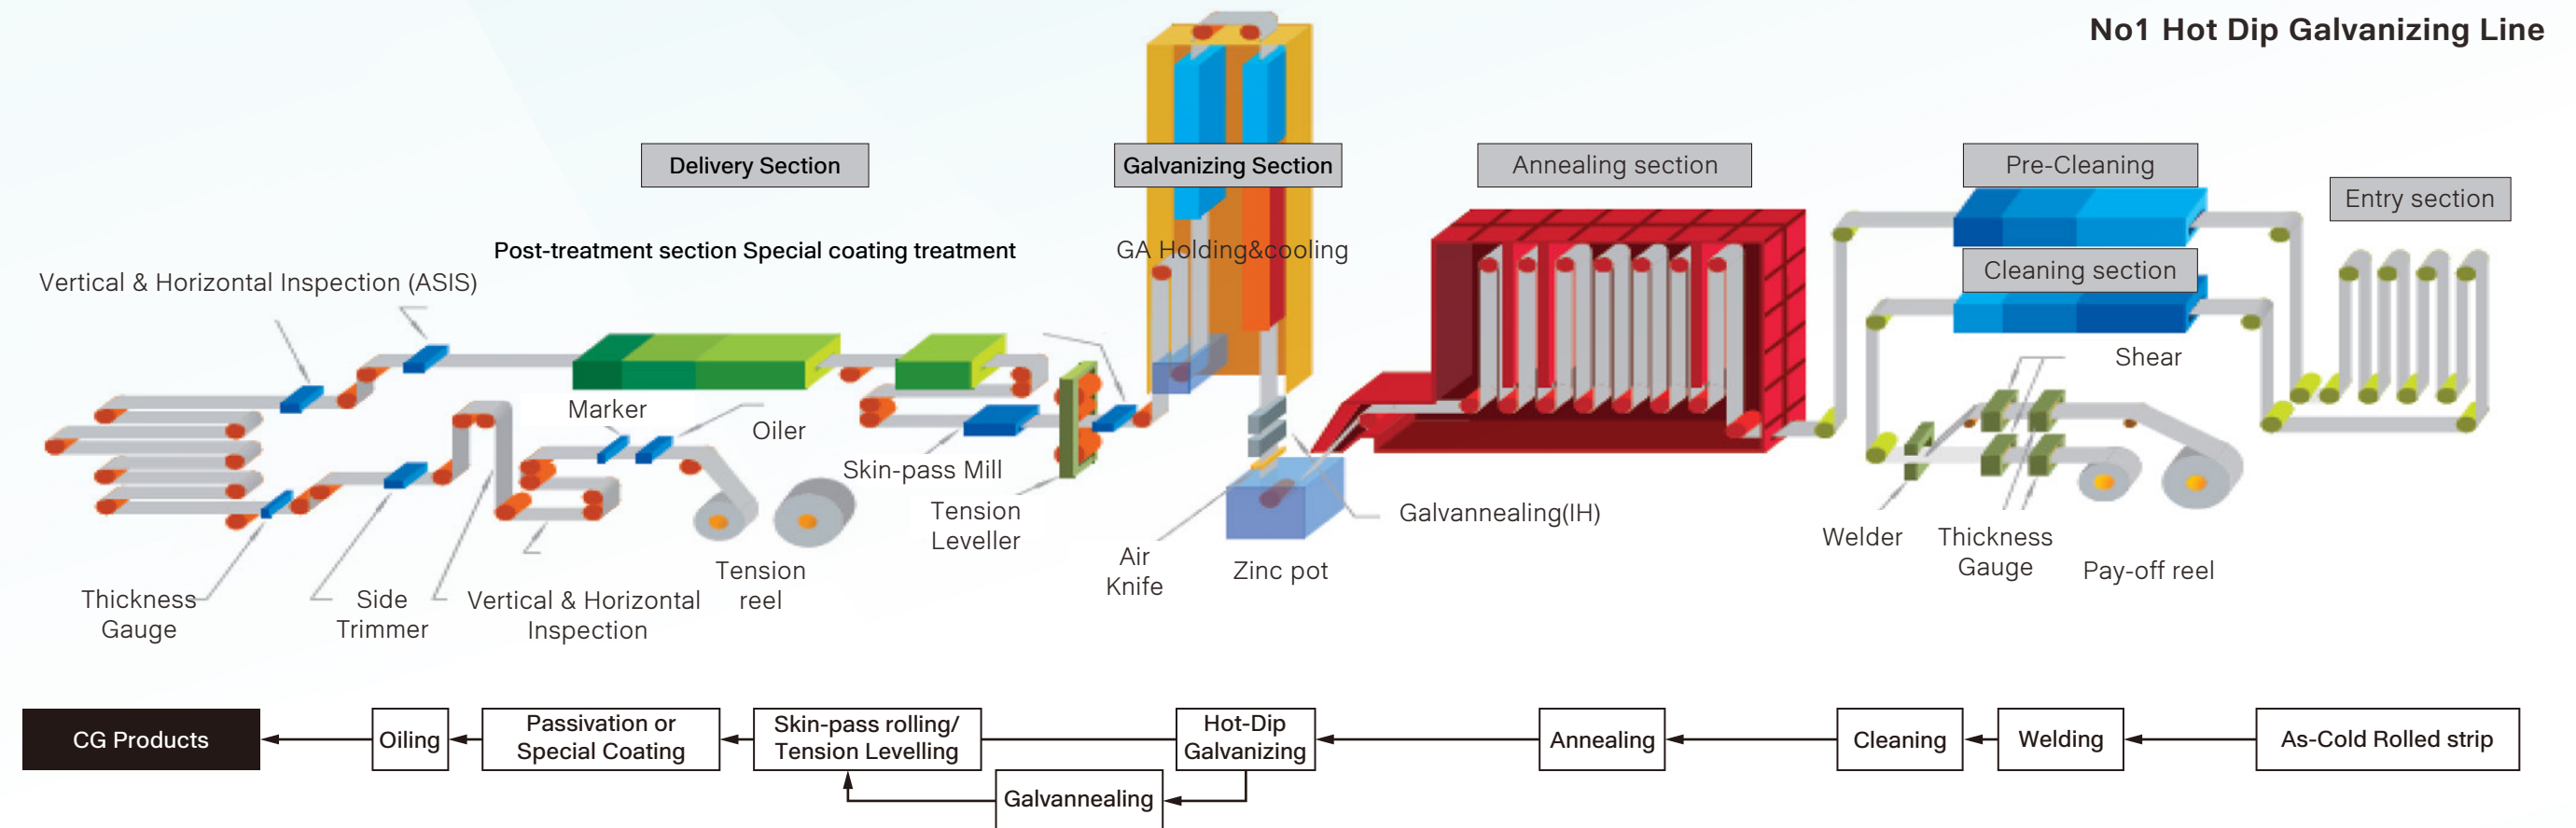 No1 Hot Dip Galvanizing Line
Delivery Section
Galvanizing Section
Annealing section
Pre-Cleaning
Entry section
Post-treatment section Special coating treatment
GA Holding&cooling
Cleaning section
Vertical & Horizontal Inspection (ASIS)
Shear
Marker
Oiler
Skin-pass Mill
Tension
Leveller
Galvannealing(IH)
Air
Knife
Zinc pot
Welder
Thickness
Gauge
Pay-off reel
Tension
reel
Thickness
Gauge
Side
Trimmer
Vertical & Horizontal
Inspection
CG Products
Oiling
Passivation or
Special Coating
Skin-pass rolling/
Tension Levelling
Hot-Dip
Galvanizing
Annealing
Cleaning
Welding
As-Cold Rolled strip
Galvannealing